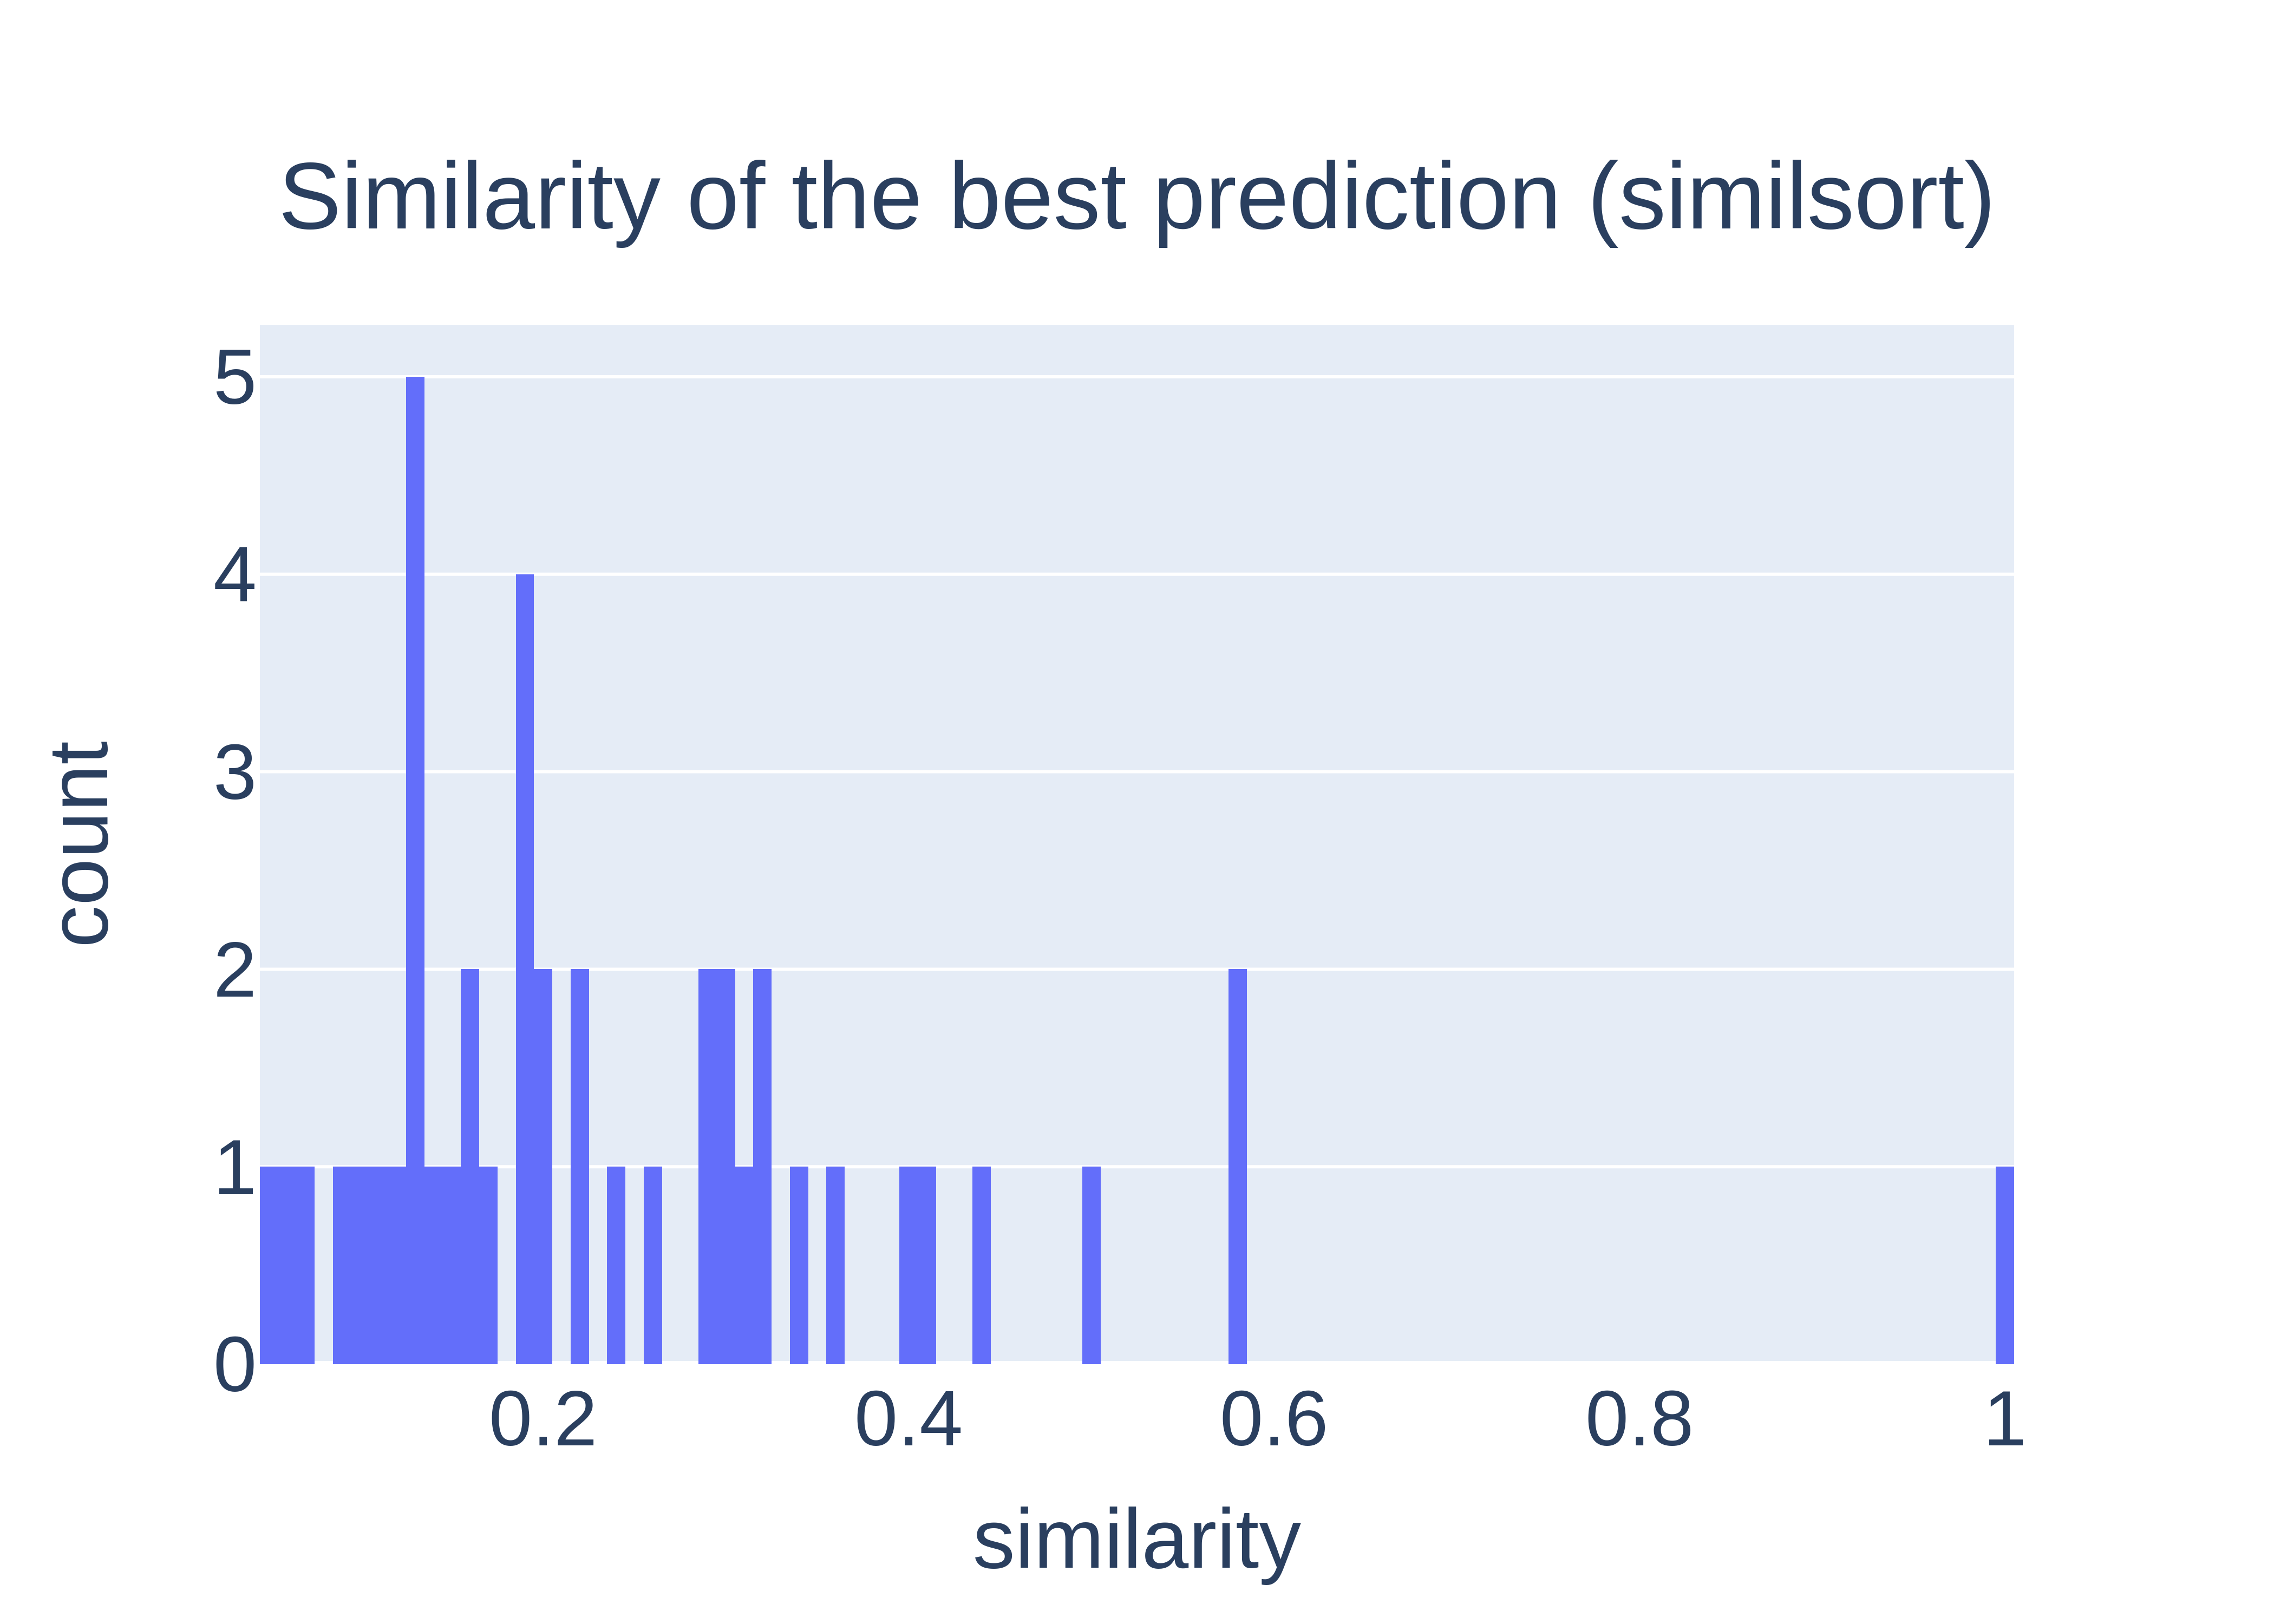 Similarity of the best prediction (similsort)
5
4
3
2
1
0
count
0.2 0.4 0.6 0.8 1
similarity